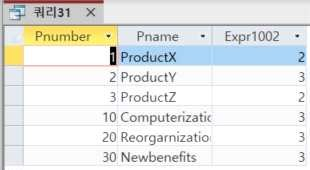 쿼리31
Pnumber Pname Expr1002
1 ProductX 2
2 ProductY 3
3 ProductZ 2
10 Computerizatio 3
20 Reorgarnizatio 3
30 Newbenefits 3